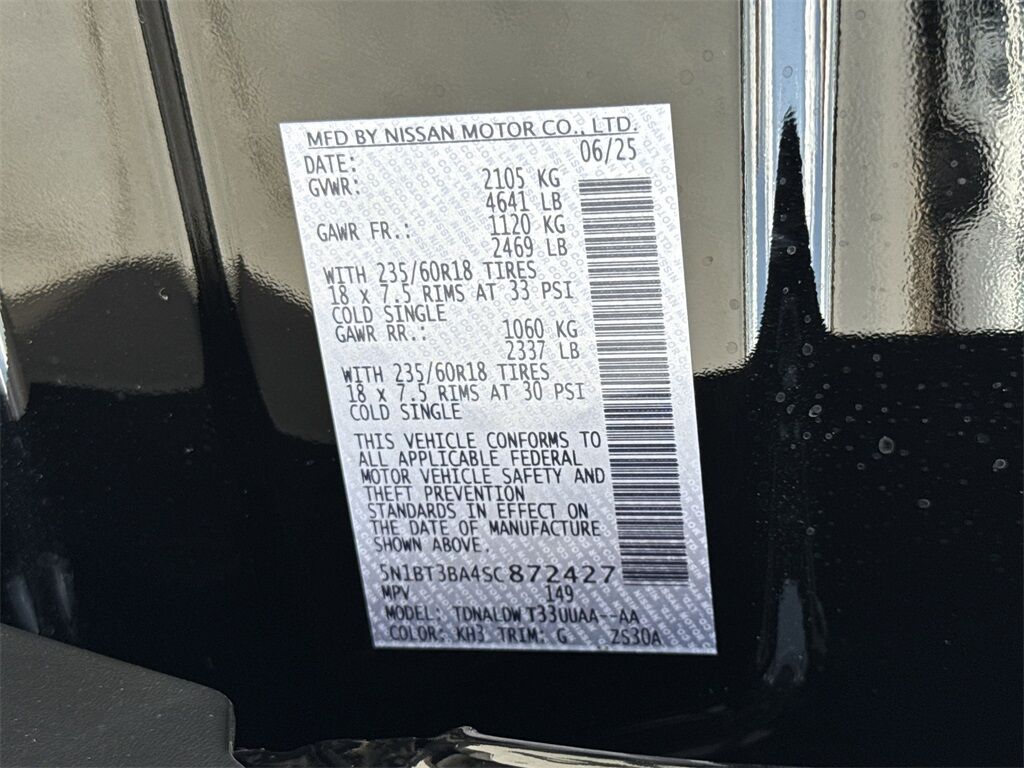 MFD BY NISSAN MOTOR CO., LTD.
DATE: 06/25
GVWR: 2105 KG
4641 LB
GAWR FR.: 1120 KG
2469 LB
WITH 235/60R18 TIRES
18 x 7.5 RIMS AT 33 PSI
COLD SINGLE
GAWR RR.: 1060 KG
2337 LB
WITH 235/60R18 TIRES
18 x 7.5 RIMS AT 30 PSI
COLD SINGLE
THIS VEHICLE CONFORMS TO
ALL APPLICABLE FEDERAL
MOTOR VEHICLE SAFETY AND
THEFT PREVENTION
STANDARDS IN EFFECT ON
THE DATE OF MANUFACTURE
SHOWN ABOVE.
5N1BT3BA4SC872427
MPV 149
MODEL: TDNALDW T33UUAA--AA
COLOR: KH3 TRIM: G ZS30A